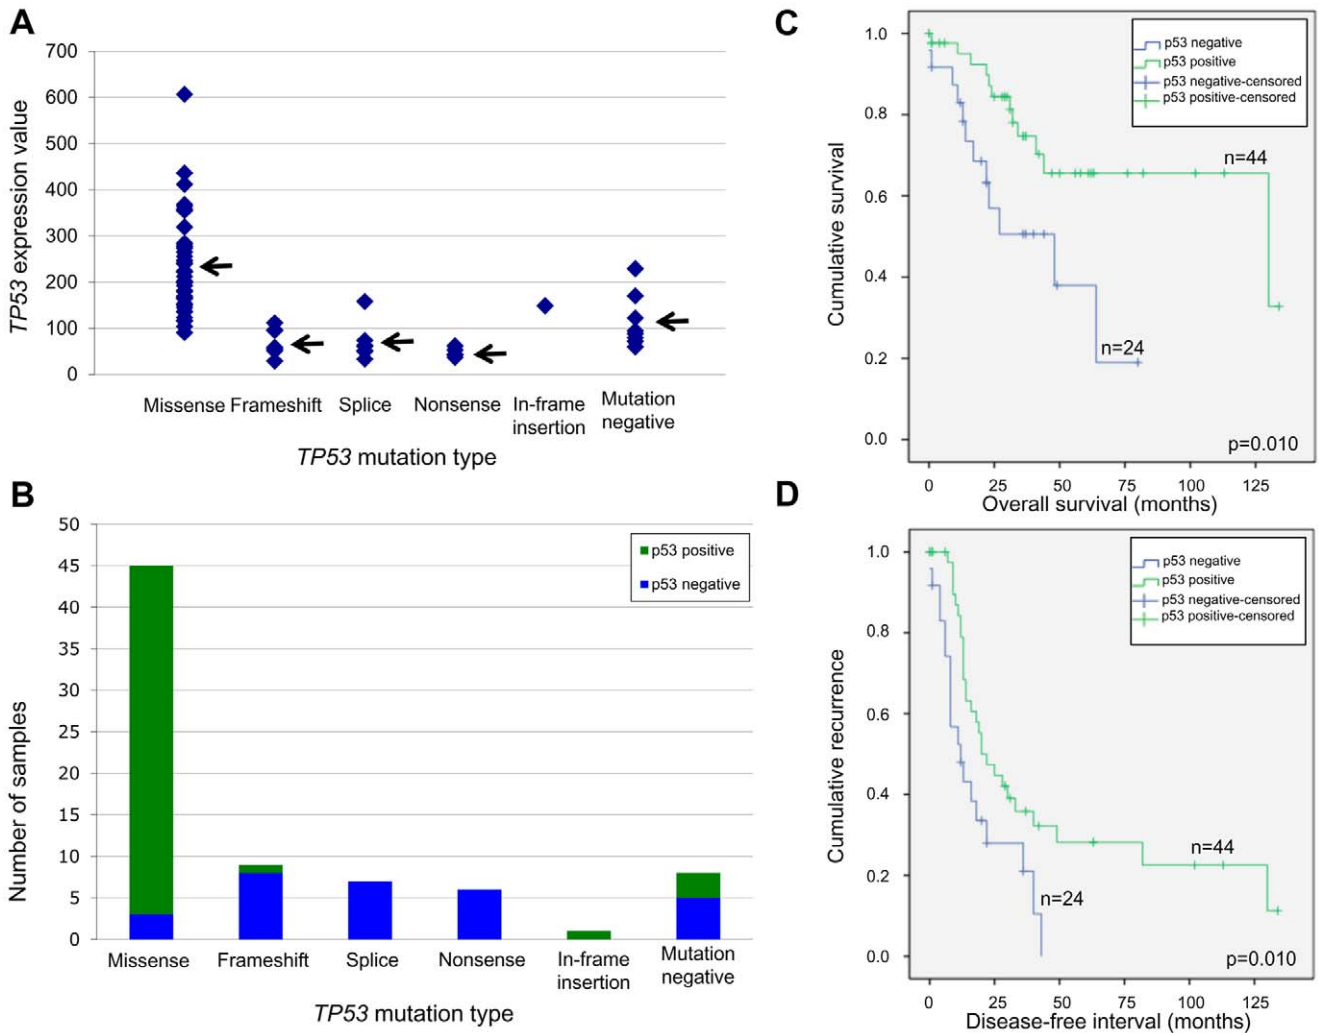 A
700
600
500
400
300
200
100
0
TP53 expression value
Missense Frameshift Splice Nonsense In-frame insertion Mutation negative
TP53 mutation type
B
50
45
40
35
30
25
20
15
10
5
0
Number of samples
p53 positive
p53 negative
Missense Frameshift Splice Nonsense In-frame insertion Mutation negative
TP53 mutation type
C
1.0
0.8
0.6
0.4
0.2
0.0
Cumulative survival
p53 negative
p53 positive
p53 negative-censored
p53 positive-censored
n=44
n=24
p=0.010
0 25 50 75 100 125
Overall survival (months)
D
1.0
0.8
0.6
0.4
0.2
0.0
Cumulative recurrence
p53 negative
p53 positive
p53 negative-censored
p53 positive-censored
n=44
n=24
p=0.010
0 25 50 75 100 125
Disease-free interval (months)